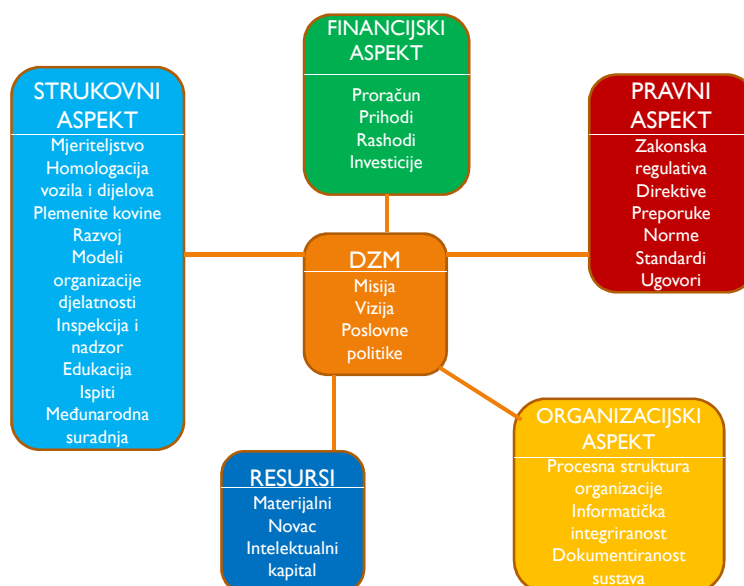 FINANCIJSKI
ASPEKT
Proračun
Prihodi
Rashodi
Investicije
STRUKOVNI
ASPEKT
Mjeriteljstvo
Homologacija
vozila i dijelova
Plemenite kovine
Razvoj
Modeli
organizacije
djelatnosti
Inspekcija i
nadzor
Edukacija
Ispiti
Međunarodna
suradnja
PRAVNI
ASPEKT
Zakonska
regulativa
Direktive
Preporuke
Norme
Standardi
Ugovori
DZM
Misija
Vizija
Poslovne
politike
RESURSI
Materijalni
Novac
Intelektualni
kapital
ORGANIZACIJSKI
ASPEKT
Procesna struktura
organizacije
Informatička
integriranost
Dokumentiranost
sustava